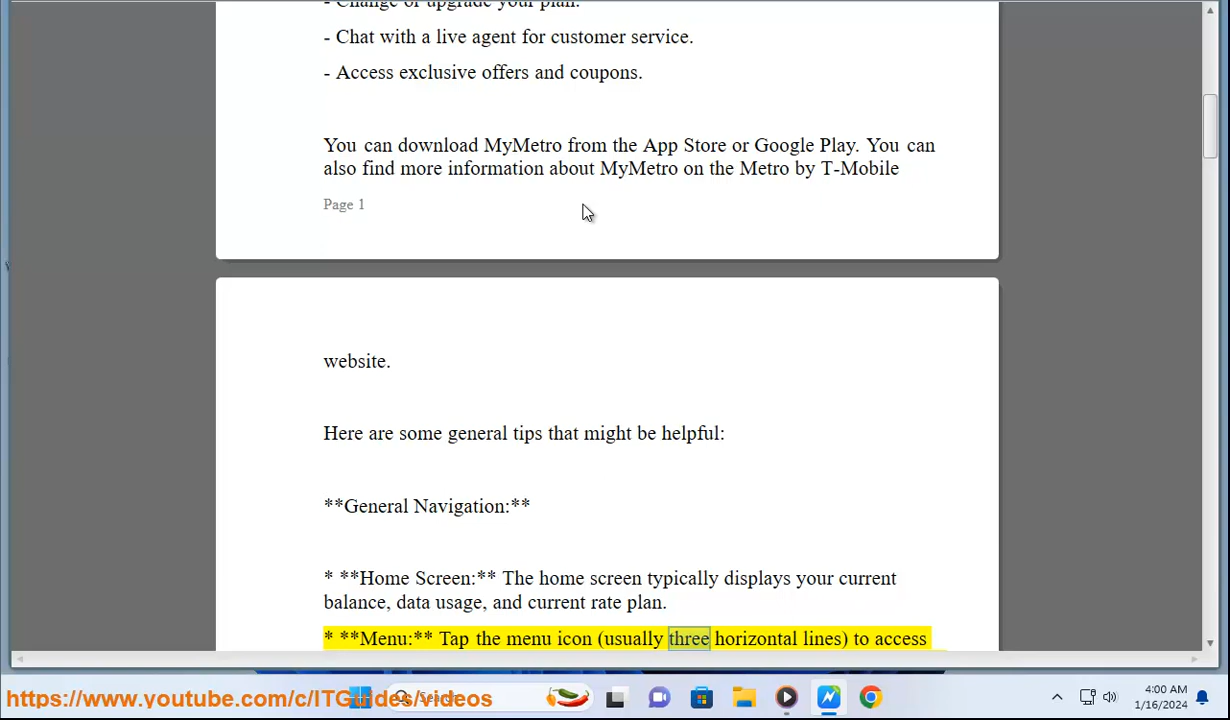 - Change or upgrade your plan.
- Chat with a live agent for customer service.
- Access exclusive offers and coupons.
You can download MyMetro from the App Store or Google Play. You can
also find more information about MyMetro on the Metro by T-Mobile
Page 1
website.
Here are some general tips that might be helpful:
**General Navigation:**
* **Home Screen:** The home screen typically displays your current
balance, data usage, and current rate plan.
* **Menu:** Tap the menu icon (usually three horizontal lines) to access
https://www.youtube.com/c/ITGuides/videos
4:00 AM
1/16/2024